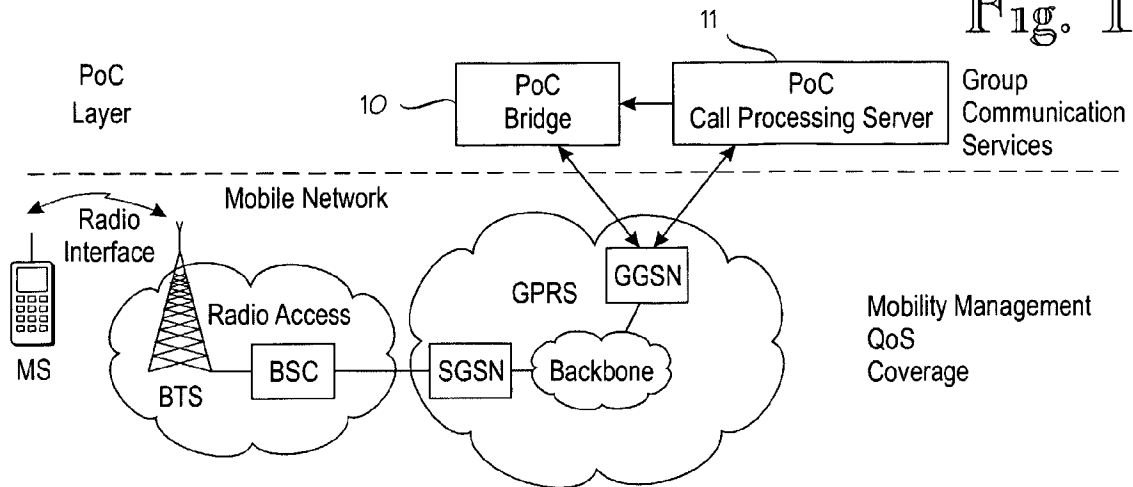 Fig. 1
11
PoC
Layer
10
PoC
Bridge
PoC
Call Processing Server
Group
Communication
Services
Mobile Network
Radio
Interface
GGSN
GPRS
Radio Access
Mobility Management
QoS
Coverage
MS
BTS
BSC
SGSN
Backbone